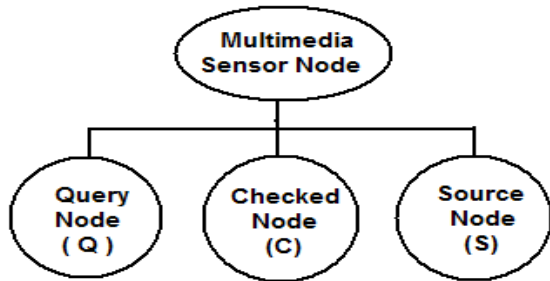 Multimedia
Sensor Node
Query
Node
( Q )
Checked
Node
(C)
Source
Node
(S)